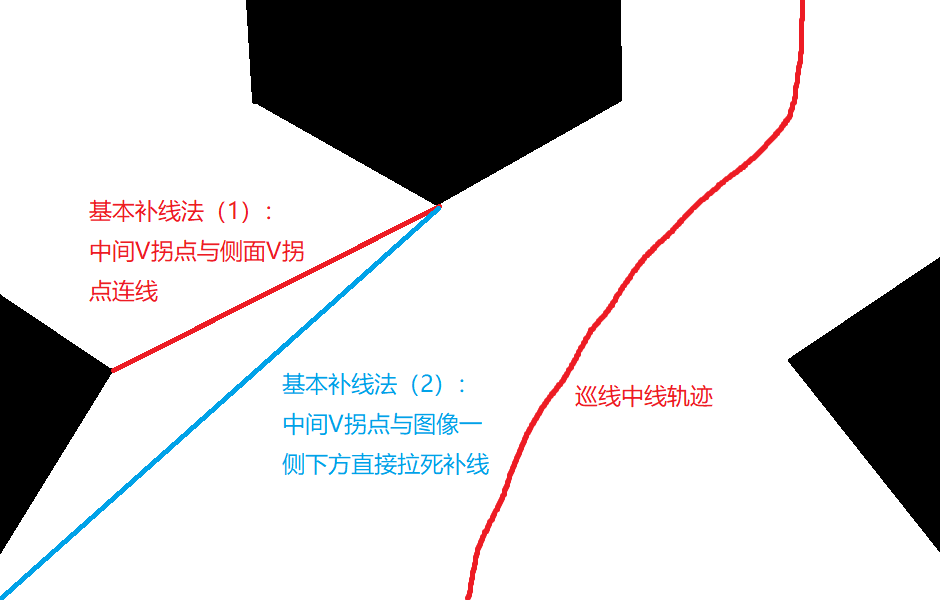 基本补线法（1）：
中间V拐点与侧面V拐
点连线
基本补线法（2）：
中间V拐点与图像一
侧下方直接拉死补线
巡线中线轨迹